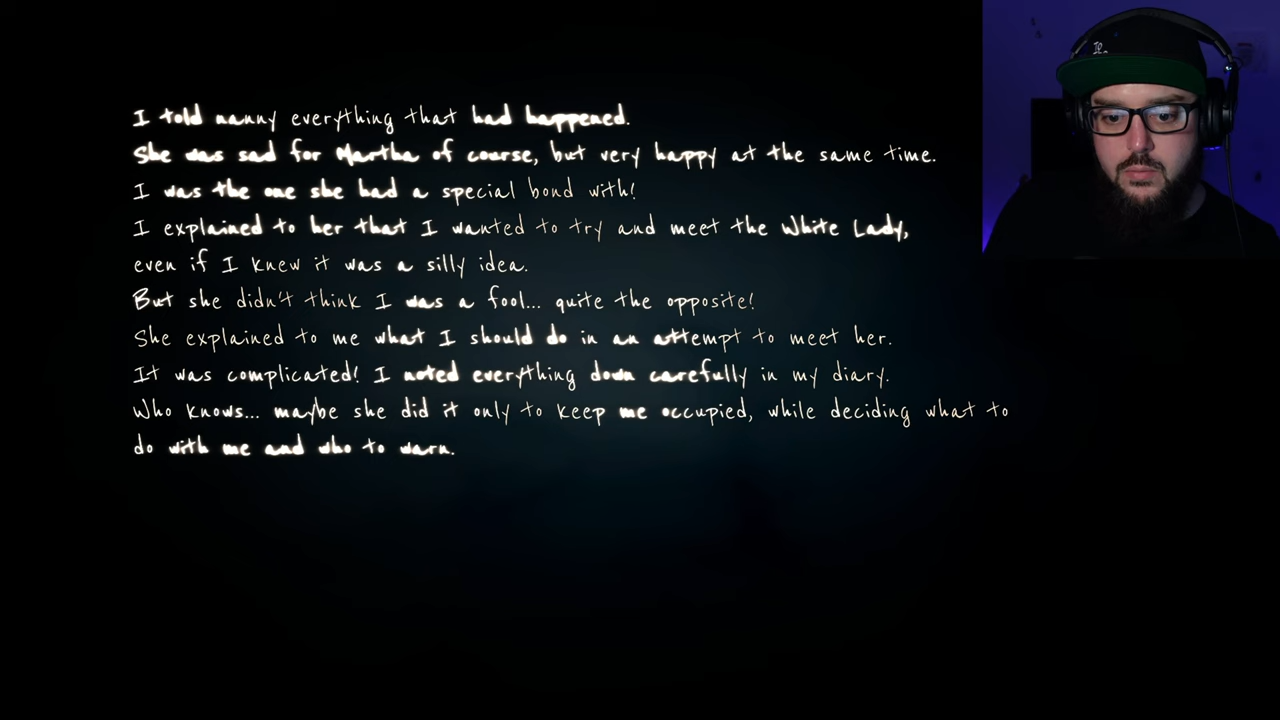 I told nanny everything that had happened.
She was sad for Martha of course, but very happy at the same time.
I was the one she had a special bond with!
I explained to her that I wanted to try and meet the White Lady,
even if I knew it was a silly idea.
But she didn't think I was a fool... quite the opposite!
She explained to me what I should do in an attempt to meet her.
It was complicated! I noted everything down carefully in my diary.
Who knows... maybe she did it only to keep me occupied, while deciding what to
do with me and who to warn.